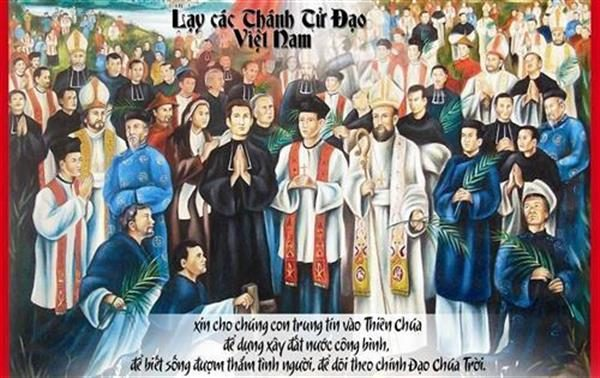 Lạy các Thánh Tử Đạo
Việt Nam
xin cho chúng con trung tín vào Thiên Chúa
để dựng xây đất nước công bình,
để biết sống đượm thắm tình người, để dõi theo chính Đạo Chúa Trời.